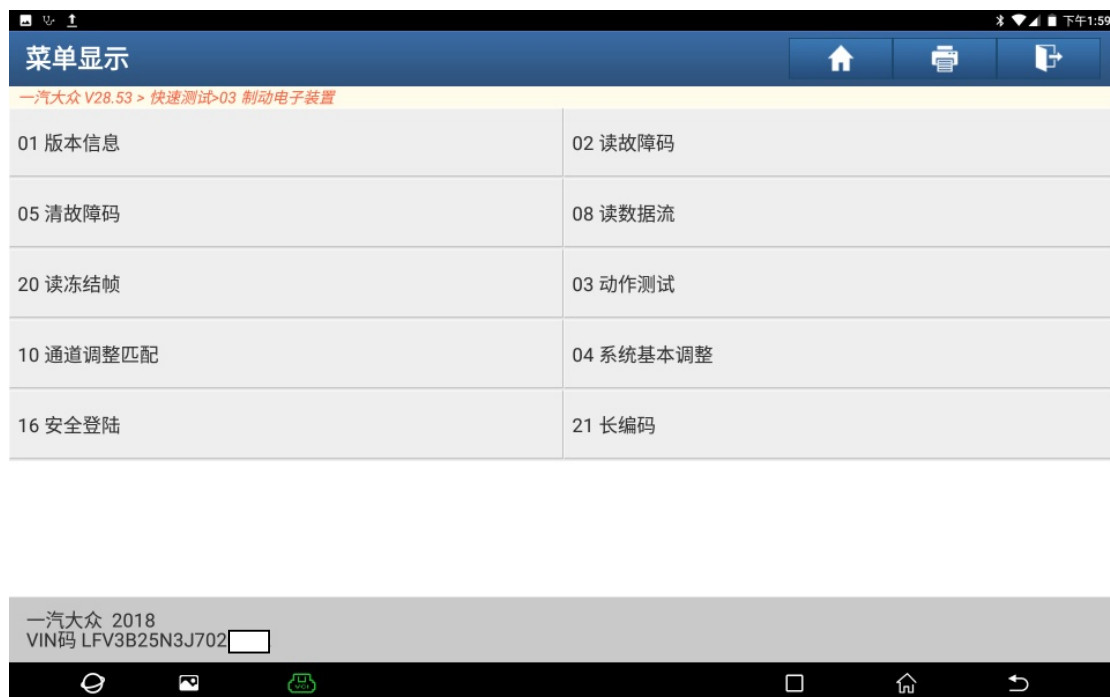 下午1:59
菜单显示
一汽大众 V28.53 > 快速测试>03 制动电子装置
01 版本信息
02 读故障码
05 清故障码
08 读数据流
20 读冻结帧
03 动作测试
10 通道调整匹配
04 系统基本调整
16 安全登陆
21 长编码
一汽大众 2018
VIN码 LFV3B25N3J702
VCI